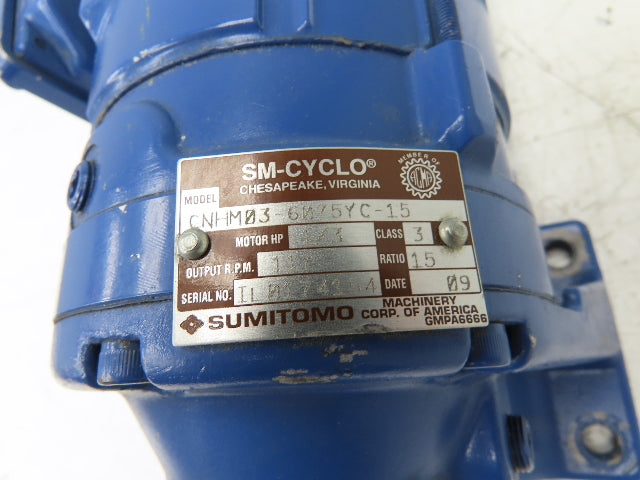 SM-CYCLO®
CHESAPEAKE, VIRGINIA
MEMBER OF
AGMA
MODEL
CNHM03-6075YC-15
MOTOR HP CLASS 3
OUTPUT R.P.M. RATIO 15
SERIAL NO. DATE 09
SUMITOMO MACHINERY CORP. OF AMERICA
GMPA6666